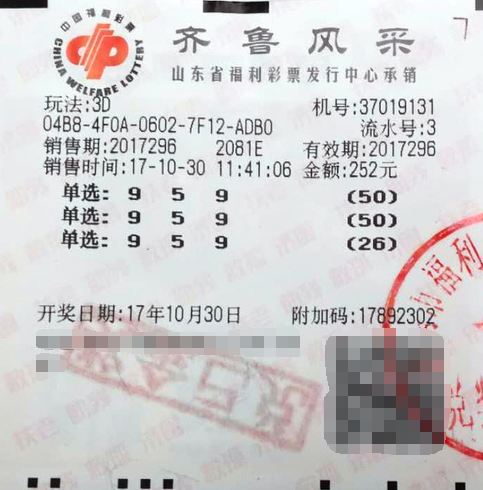 中国福利彩票
CHINA WELFARE LOTTERY
齐鲁风采
山东省福利彩票发行中心承销
7
玩法:3D 机号:37019131
04B8-4F0A-0602-7F12-ADB0 流水号:3
销售期:2017296 2081E 有效期:2017296
销售时间:17-10-30 11:41:06 金额:252元
单选: 9 5 9 (50)
单选: 9 5 9 (50)
单选: 9 5 9 (26)
开奖日期:17年10月30日 附加码:17892302
福利